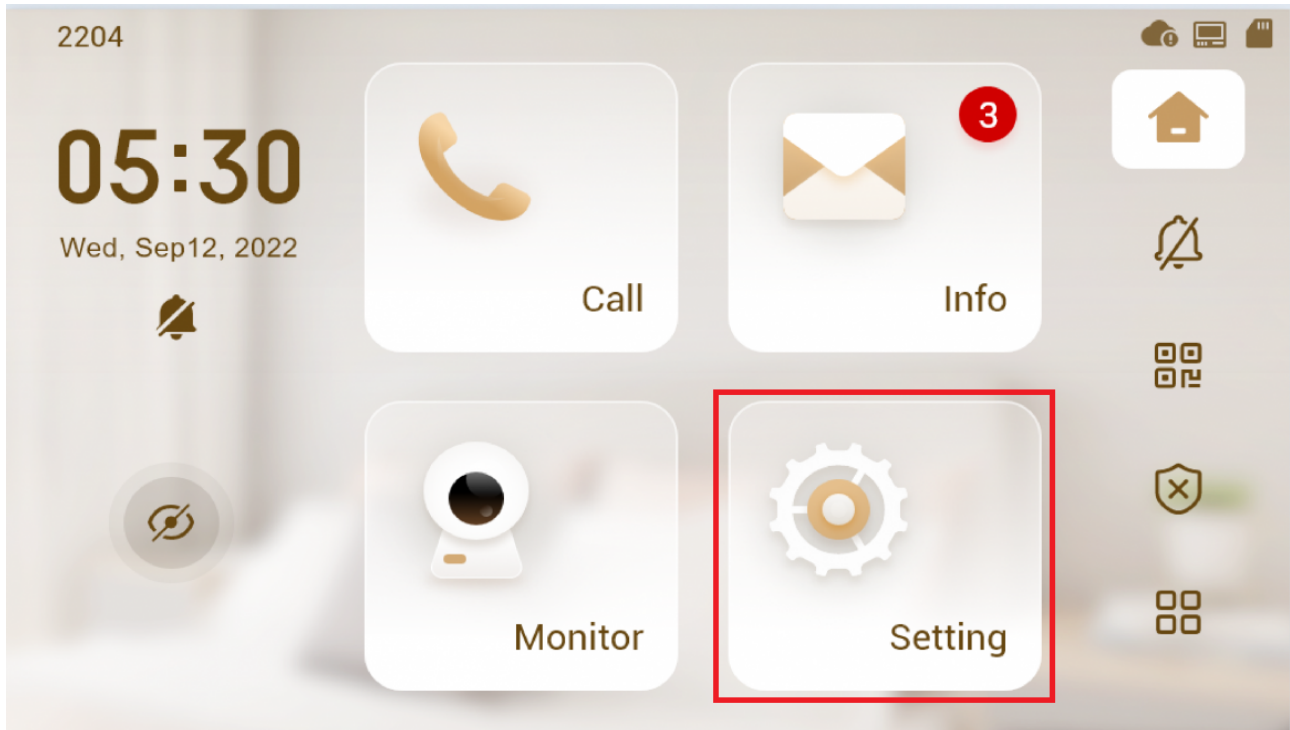 2204
05:30
Wed, Sep12, 2022
Call
3
Info
Monitor
Setting